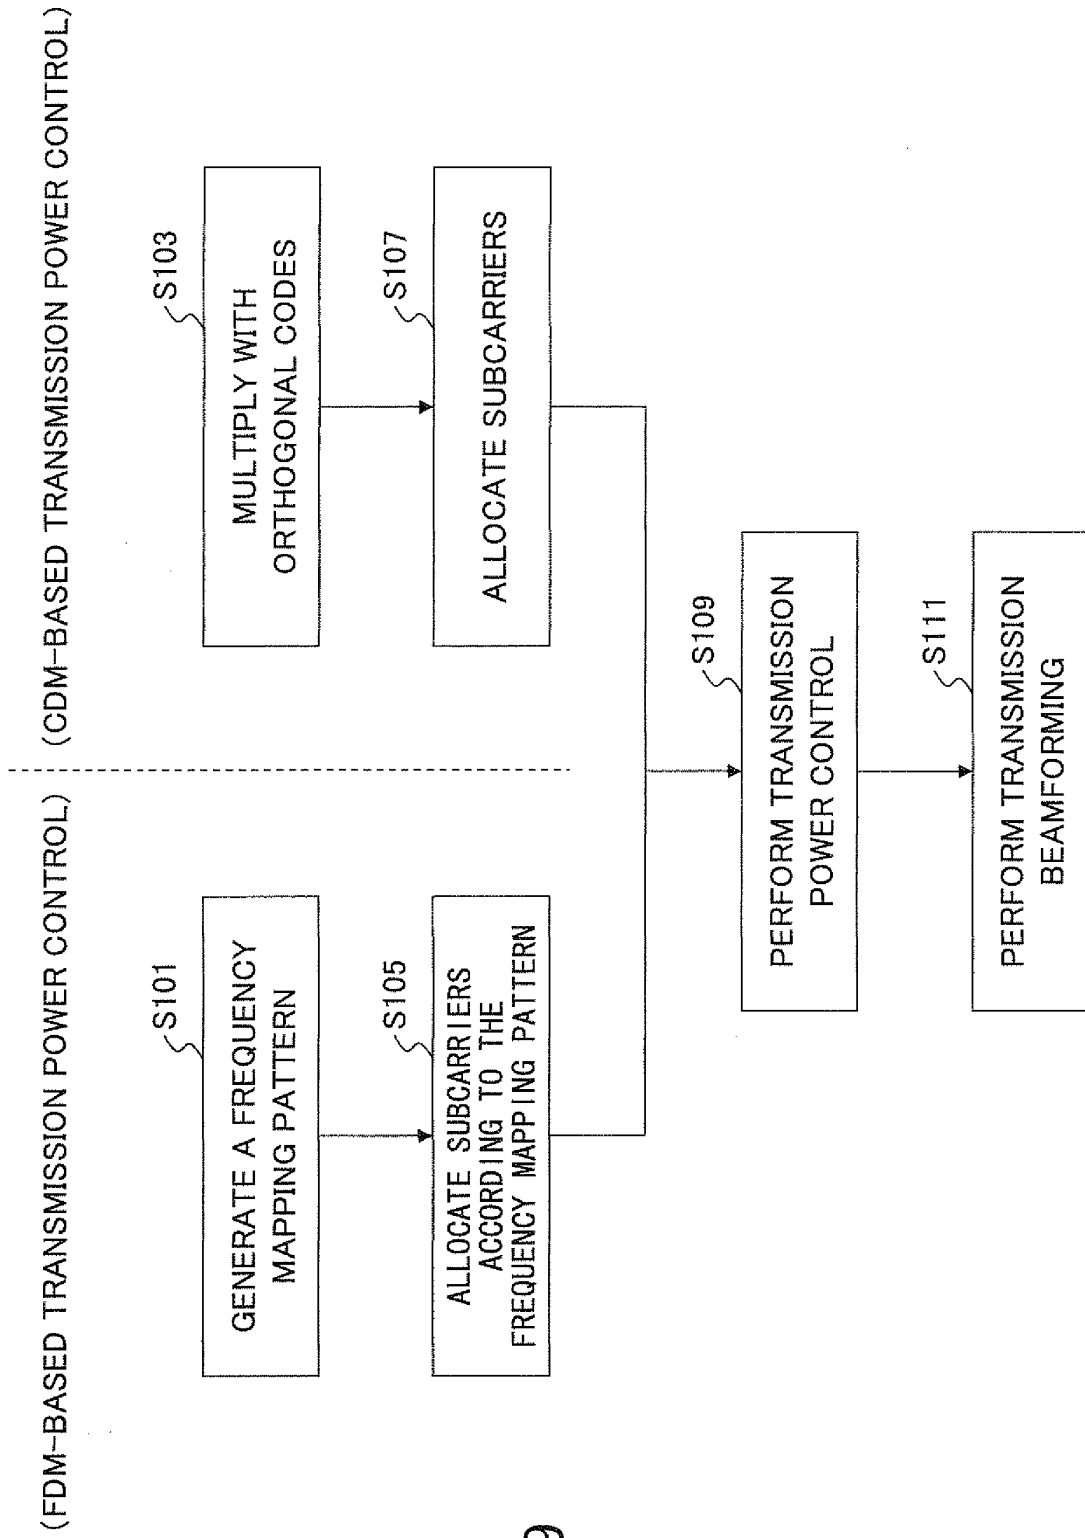 (FDM-BASED TRANSMISSION POWER CONTROL)
(CDM-BASED TRANSMISSION POWER CONTROL)
S101
GENERATE A FREQUENCY
MAPPING PATTERN
S103
MULTIPLY WITH
ORTHOGONAL CODES
S105
ALLOCATE SUBCARRIERS
ACCORDING TO THE
FREQUENCY MAPPING PATTERN
S107
ALLOCATE SUBCARRIERS
S109
PERFORM TRANSMISSION
POWER CONTROL
S111
PERFORM TRANSMISSION
BEAMFORMING